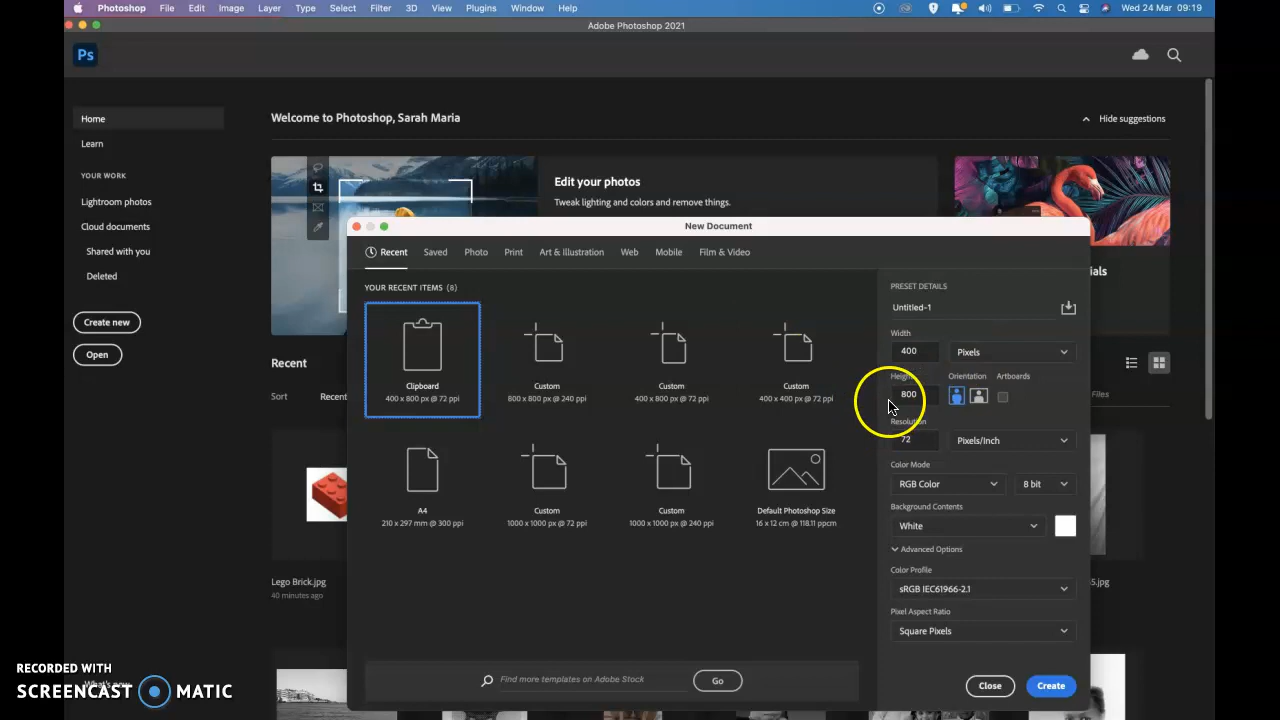 Photoshop File Edit Image Layer Type Select Filter 3D View Plugins Window Help Wed 24 Mar 09:19
Adobe Photoshop 2021
Ps
Home
Learn
YOUR WORK
Lightroom photos
Cloud documents
Shared with you
Deleted
Create new
Open
Welcome to Photoshop, Sarah Maria
Hide suggestions
Edit your photos
Tweak lighting and colors and remove things.
Recent
Sort Recent
Files
Lego Brick.jpg
40 minutes ago
New Document
Recent Saved Photo Print Art & Illustration Web Mobile Film & Video
YOUR RECENT ITEMS (8)
Clipboard
400 x 800 px @ 72 ppi
Custom
800 x 800 px @ 240 ppi
Custom
400 x 800 px @ 72 ppi
Custom
400 x 400 px @ 72 ppi
A4
210 x 297 mm @ 300 ppi
Custom
1000 x 1000 px @ 72 ppi
Custom
1000 x 1000 px @ 240 ppi
Default Photoshop Size
16 x 12 cm @ 118.11 ppcm
Find more templates on Adobe Stock Go
PRESET DETAILS
Untitled-1
Width
400 Pixels
Height Orientation Artboards
800
Resolution
72 Pixels/Inch
Color Mode
RGB Color 8 bit
Background Contents
White
Advanced Options
Color Profile
sRGB IEC61966-2.1
Pixel Aspect Ratio
Square Pixels
Close Create
RECORDED WITH
SCREENCAST MATIC